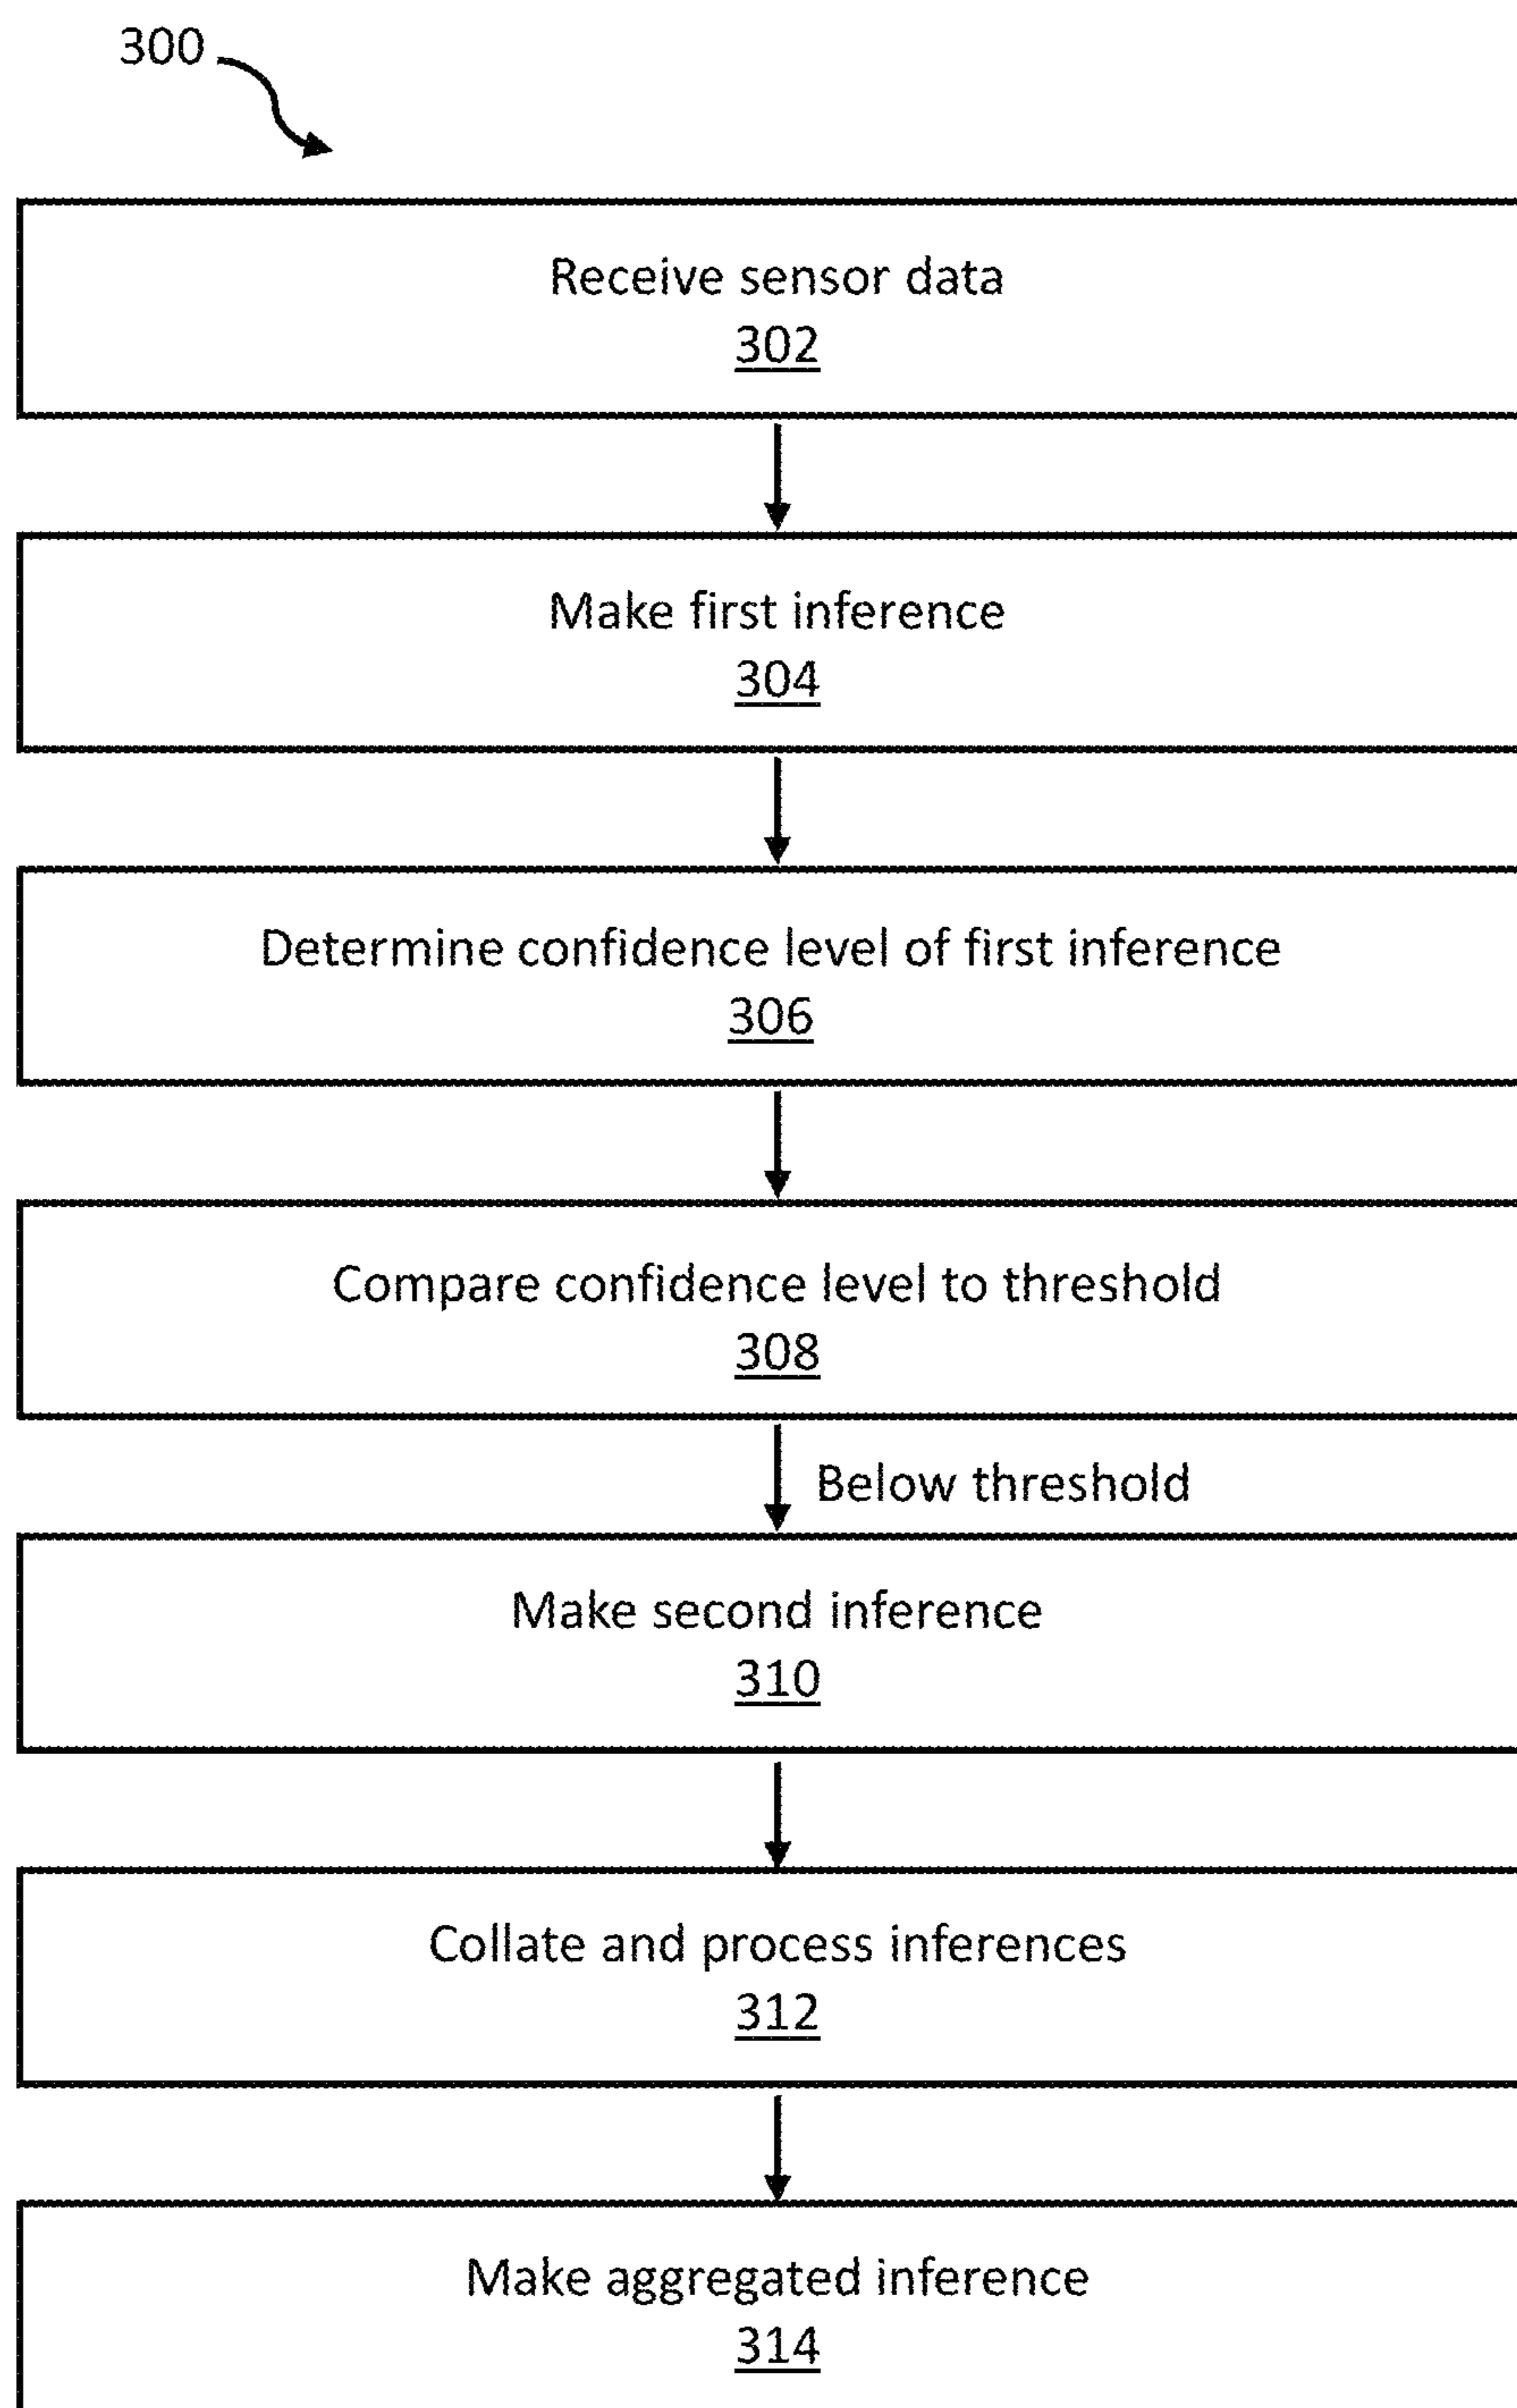 300
Receive sensor data
302
Make first inference
304
Determine confidence level of first inference
306
Compare confidence level to threshold
308
Below threshold
Make second inference
310
Collate and process inferences
312
Make aggregated inference
314